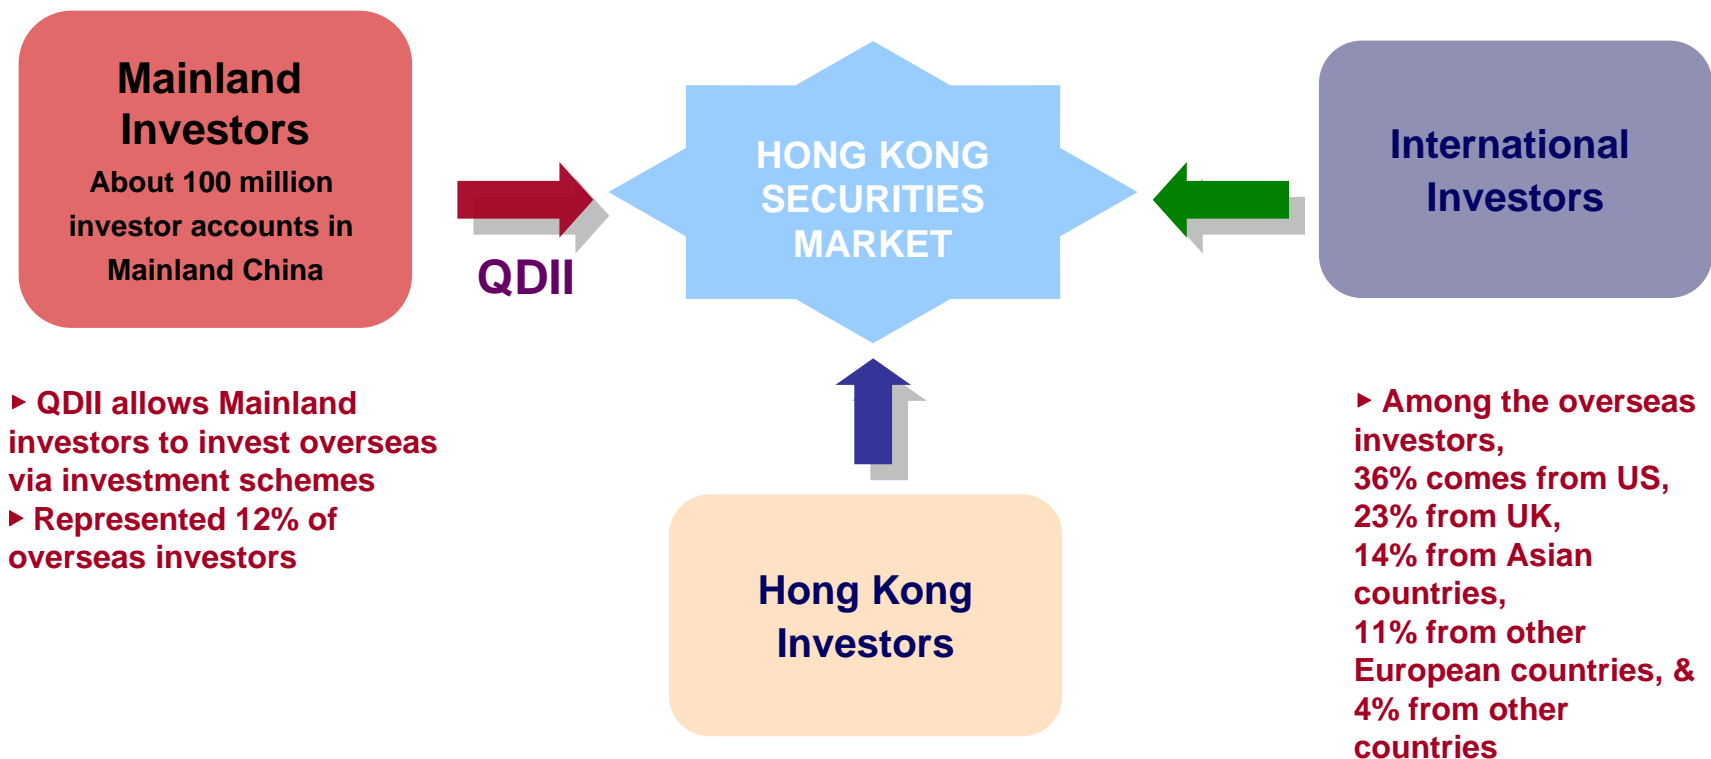 Mainland
Investors
About 100 million
investor accounts in
Mainland China
QDII
HONG KONG
SECURITIES
MARKET
International
Investors
► QDII allows Mainland
investors to invest overseas
via investment schemes
► Represented 12% of
overseas investors
Hong Kong
Investors
► Among the overseas
investors,
36% comes from US,
23% from UK,
14% from Asian
countries,
11% from other
European countries, &
4% from other
countries